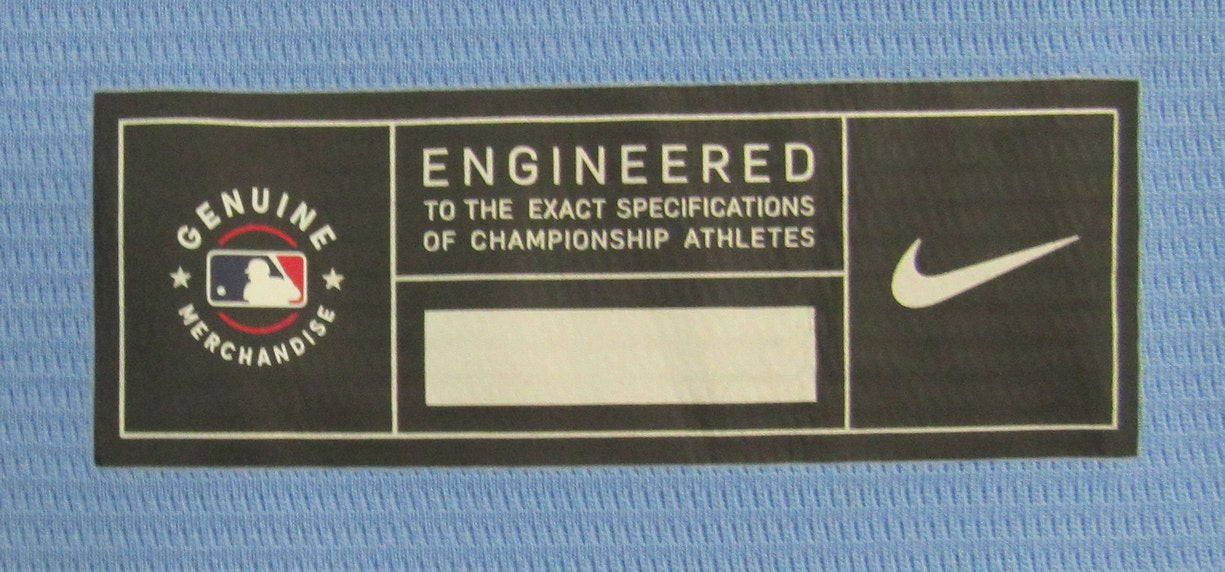 GENUINE
MERCHANDISE
ENGINEERED
TO THE EXACT SPECIFICATIONS
OF CHAMPIONSHIP ATHLETES